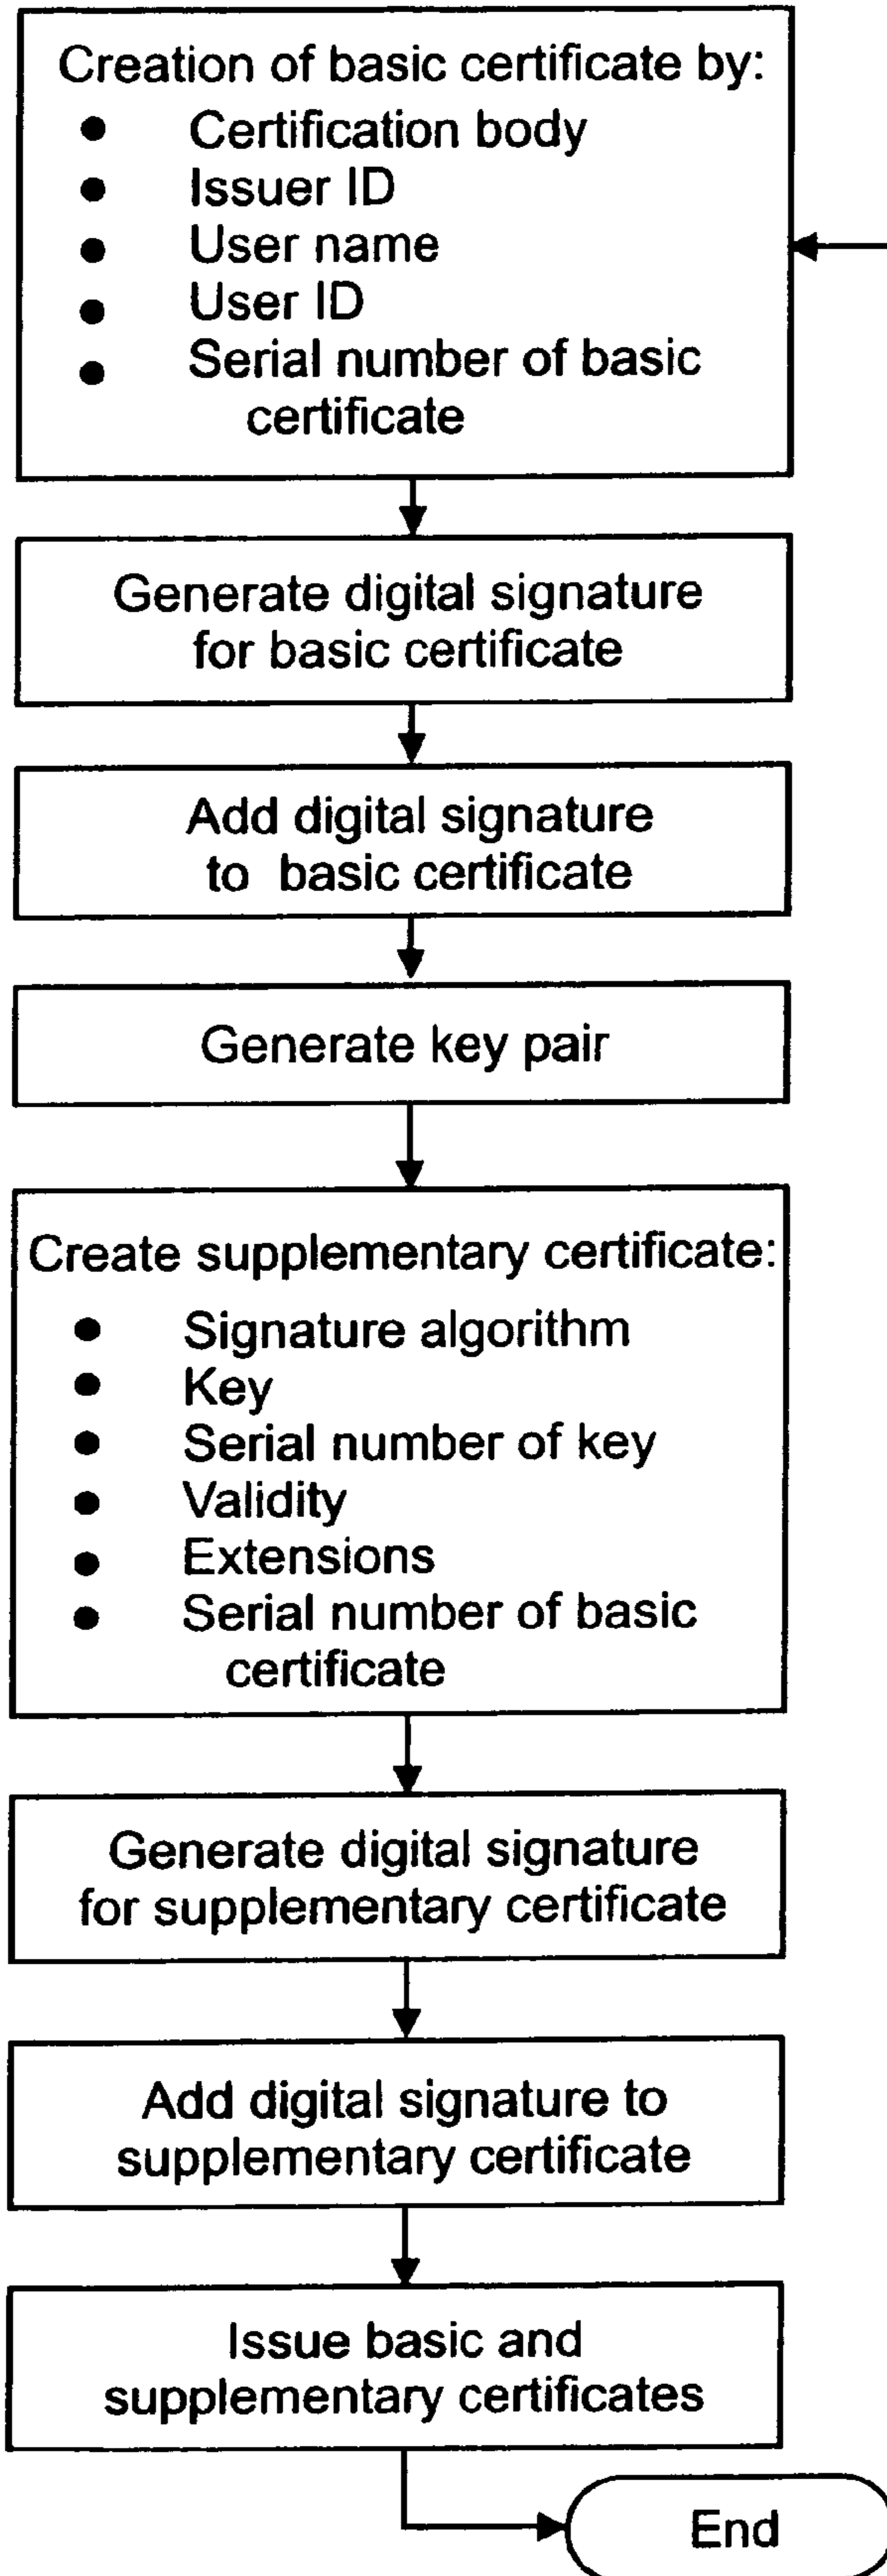 Creation of basic certificate by:
● Certification body
● Issuer ID
● User name
● User ID
● Serial number of basic
certificate
Generate digital signature
for basic certificate
Add digital signature
to basic certificate
Generate key pair
Create supplementary certificate:
● Signature algorithm
● Key
● Serial number of key
● Validity
● Extensions
● Serial number of basic
certificate
Generate digital signature
for supplementary certificate
Add digital signature to
supplementary certificate
Issue basic and
supplementary certificates
End